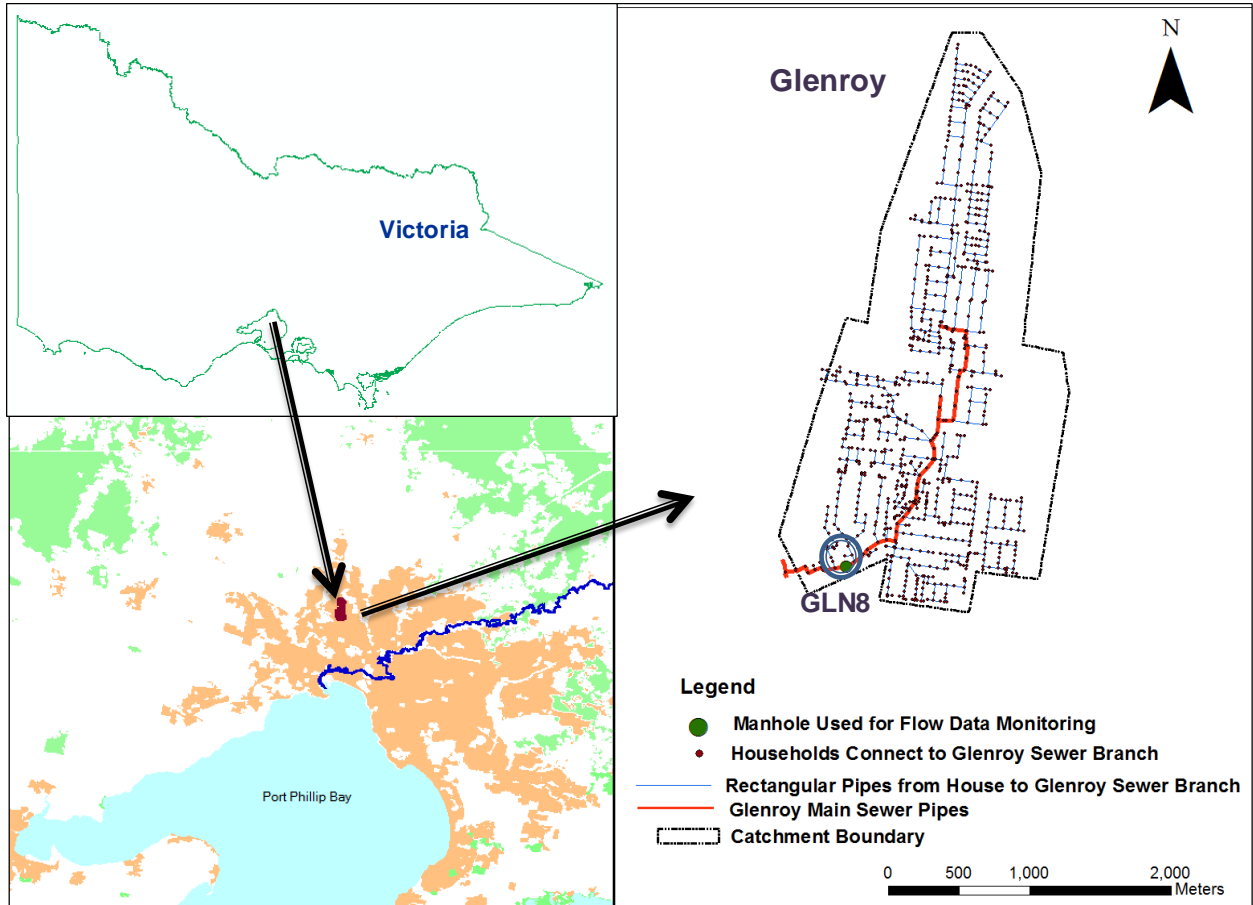 Victoria
Port Phillip Bay
N
Glenroy
GLN8
Legend
Manhole Used for Flow Data Monitoring
Households Connect to Glenroy Sewer Branch
Rectangular Pipes from House to Glenroy Sewer Branch
Glenroy Main Sewer Pipes
Catchment Boundary
0 500 1,000 2,000
Meters